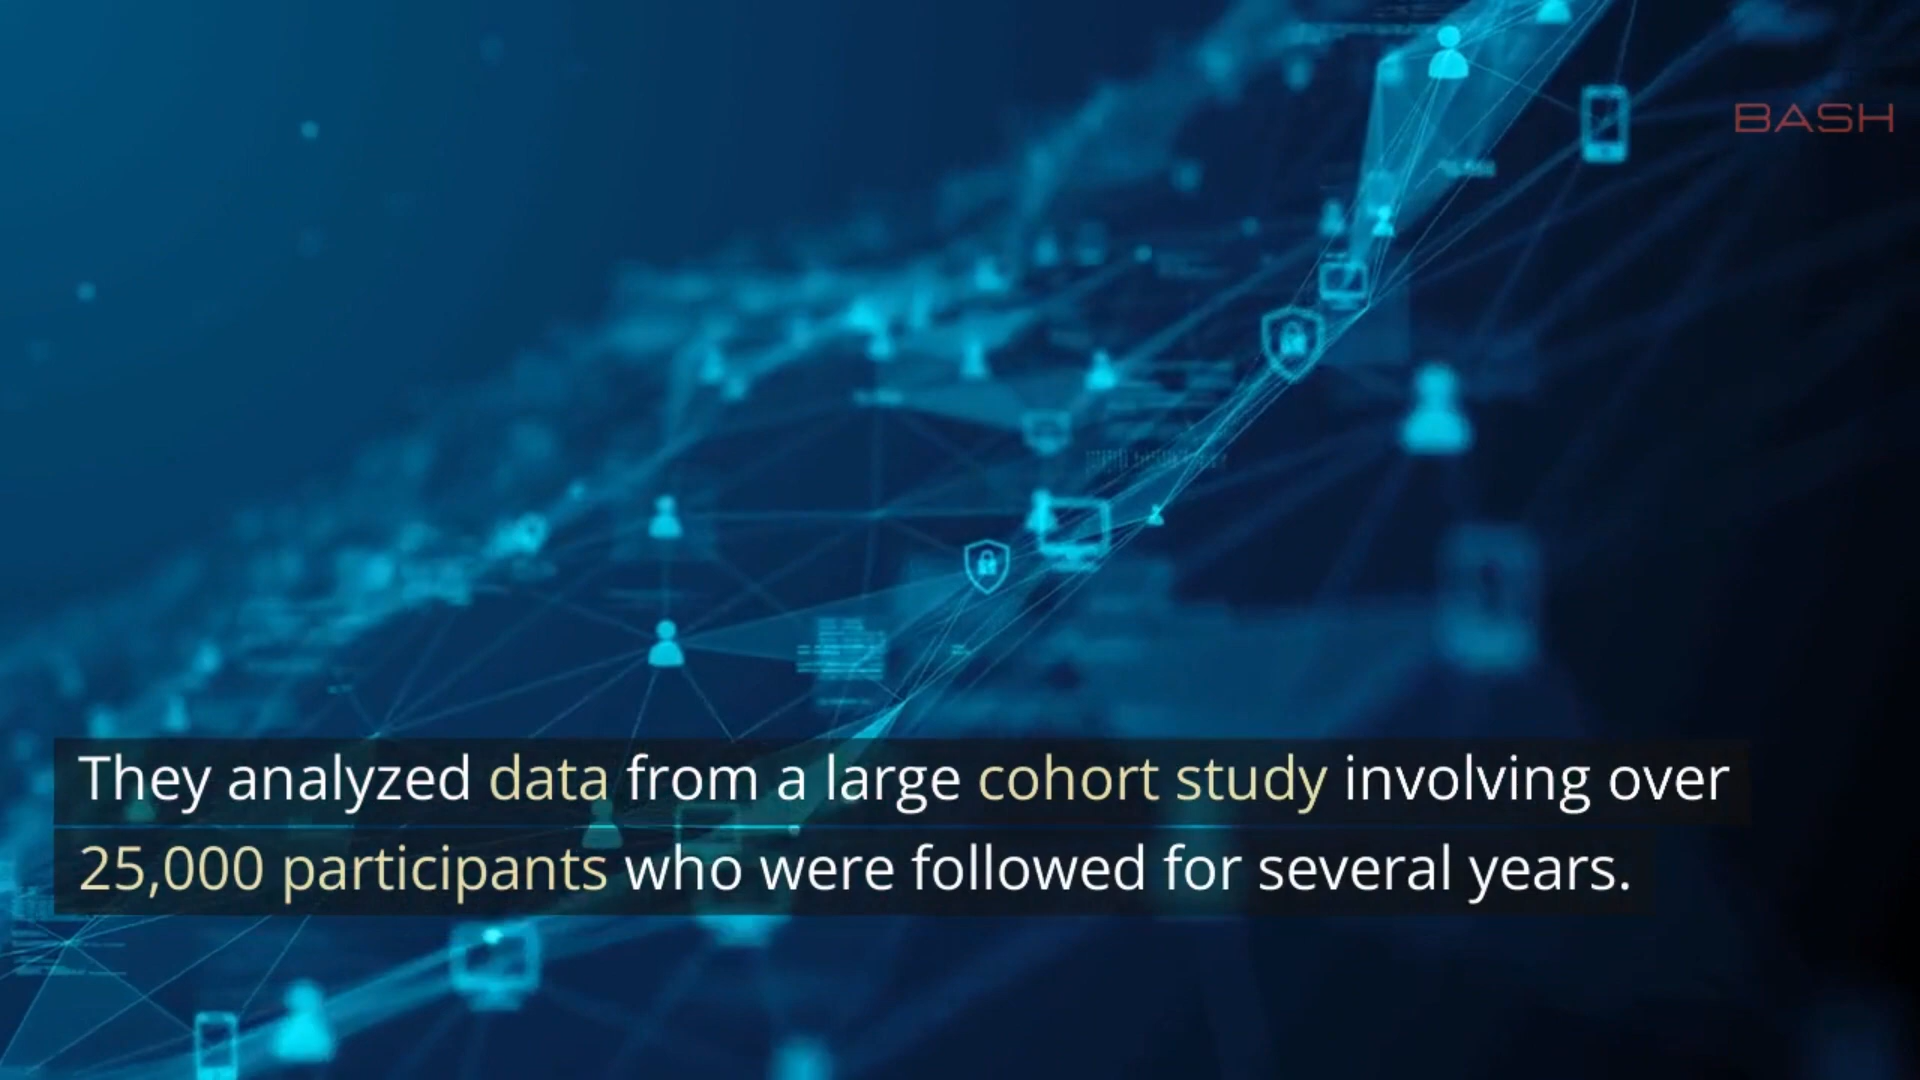 BASH
They analyzed data from a large cohort study involving over
25,000 participants who were followed for several years.